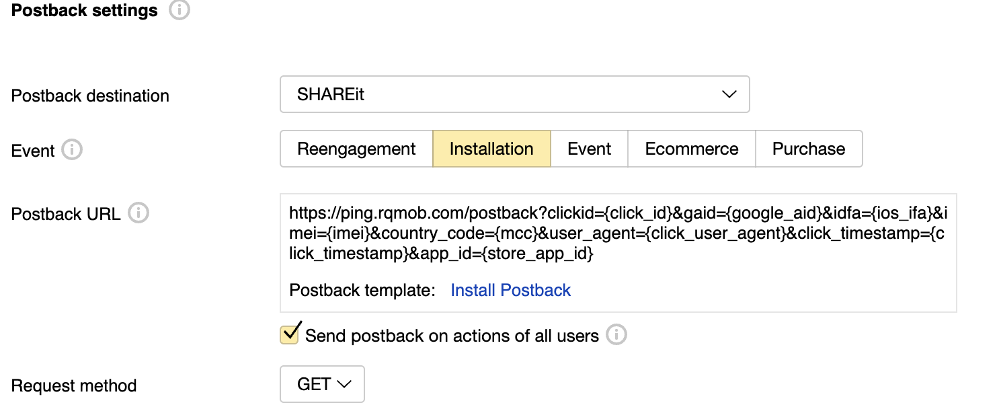 Postback settings
Postback destination
SHAREit
Event
Reengagement
Installation
Event
Ecommerce
Purchase
Postback URL
https://ping.rqmob.com/postback?clickid={click_id}&gaid={google_aid}&idfa={ios_ifa}&i
mei={imei}&country_code={mcc}&user_agent={click_user_agent}&click_timestamp={c
lick_timestamp}&app_id={store_app_id}
Postback template: Install Postback
Send postback on actions of all users
Request method
GET